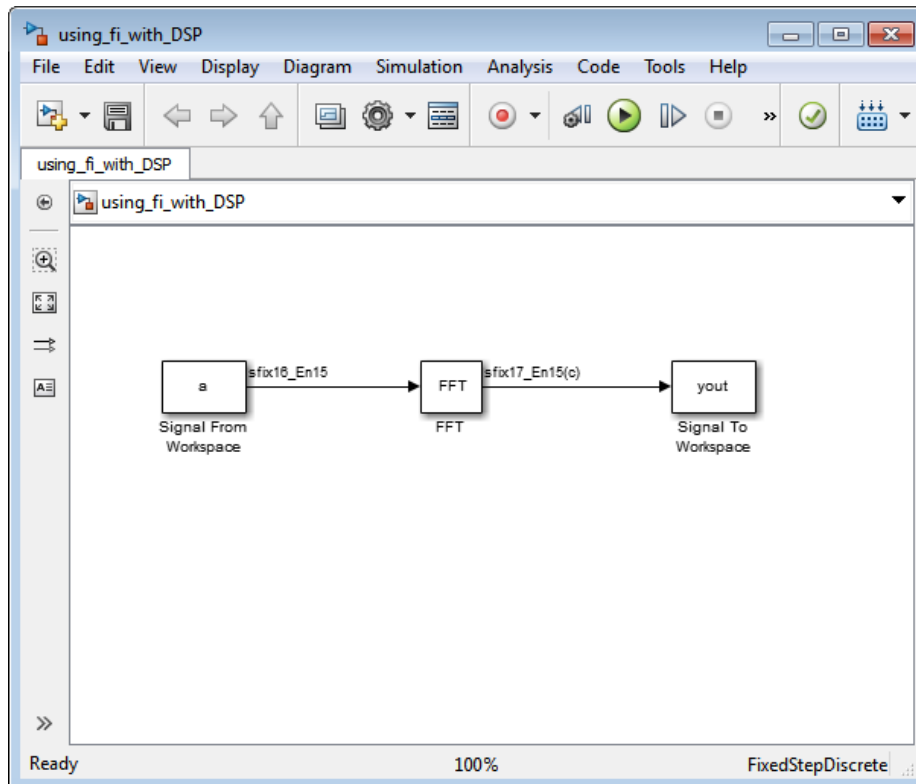 using_fi_with_DSP
File Edit View Display Diagram Simulation Analysis Code Tools Help
using_fi_with_DSP
using_fi_with_DSP
a
sfix16_En15
FFT
sfix17_En15(c)
yout
Signal From
Workspace
FFT
Signal To
Workspace
Ready 100% FixedStepDiscrete